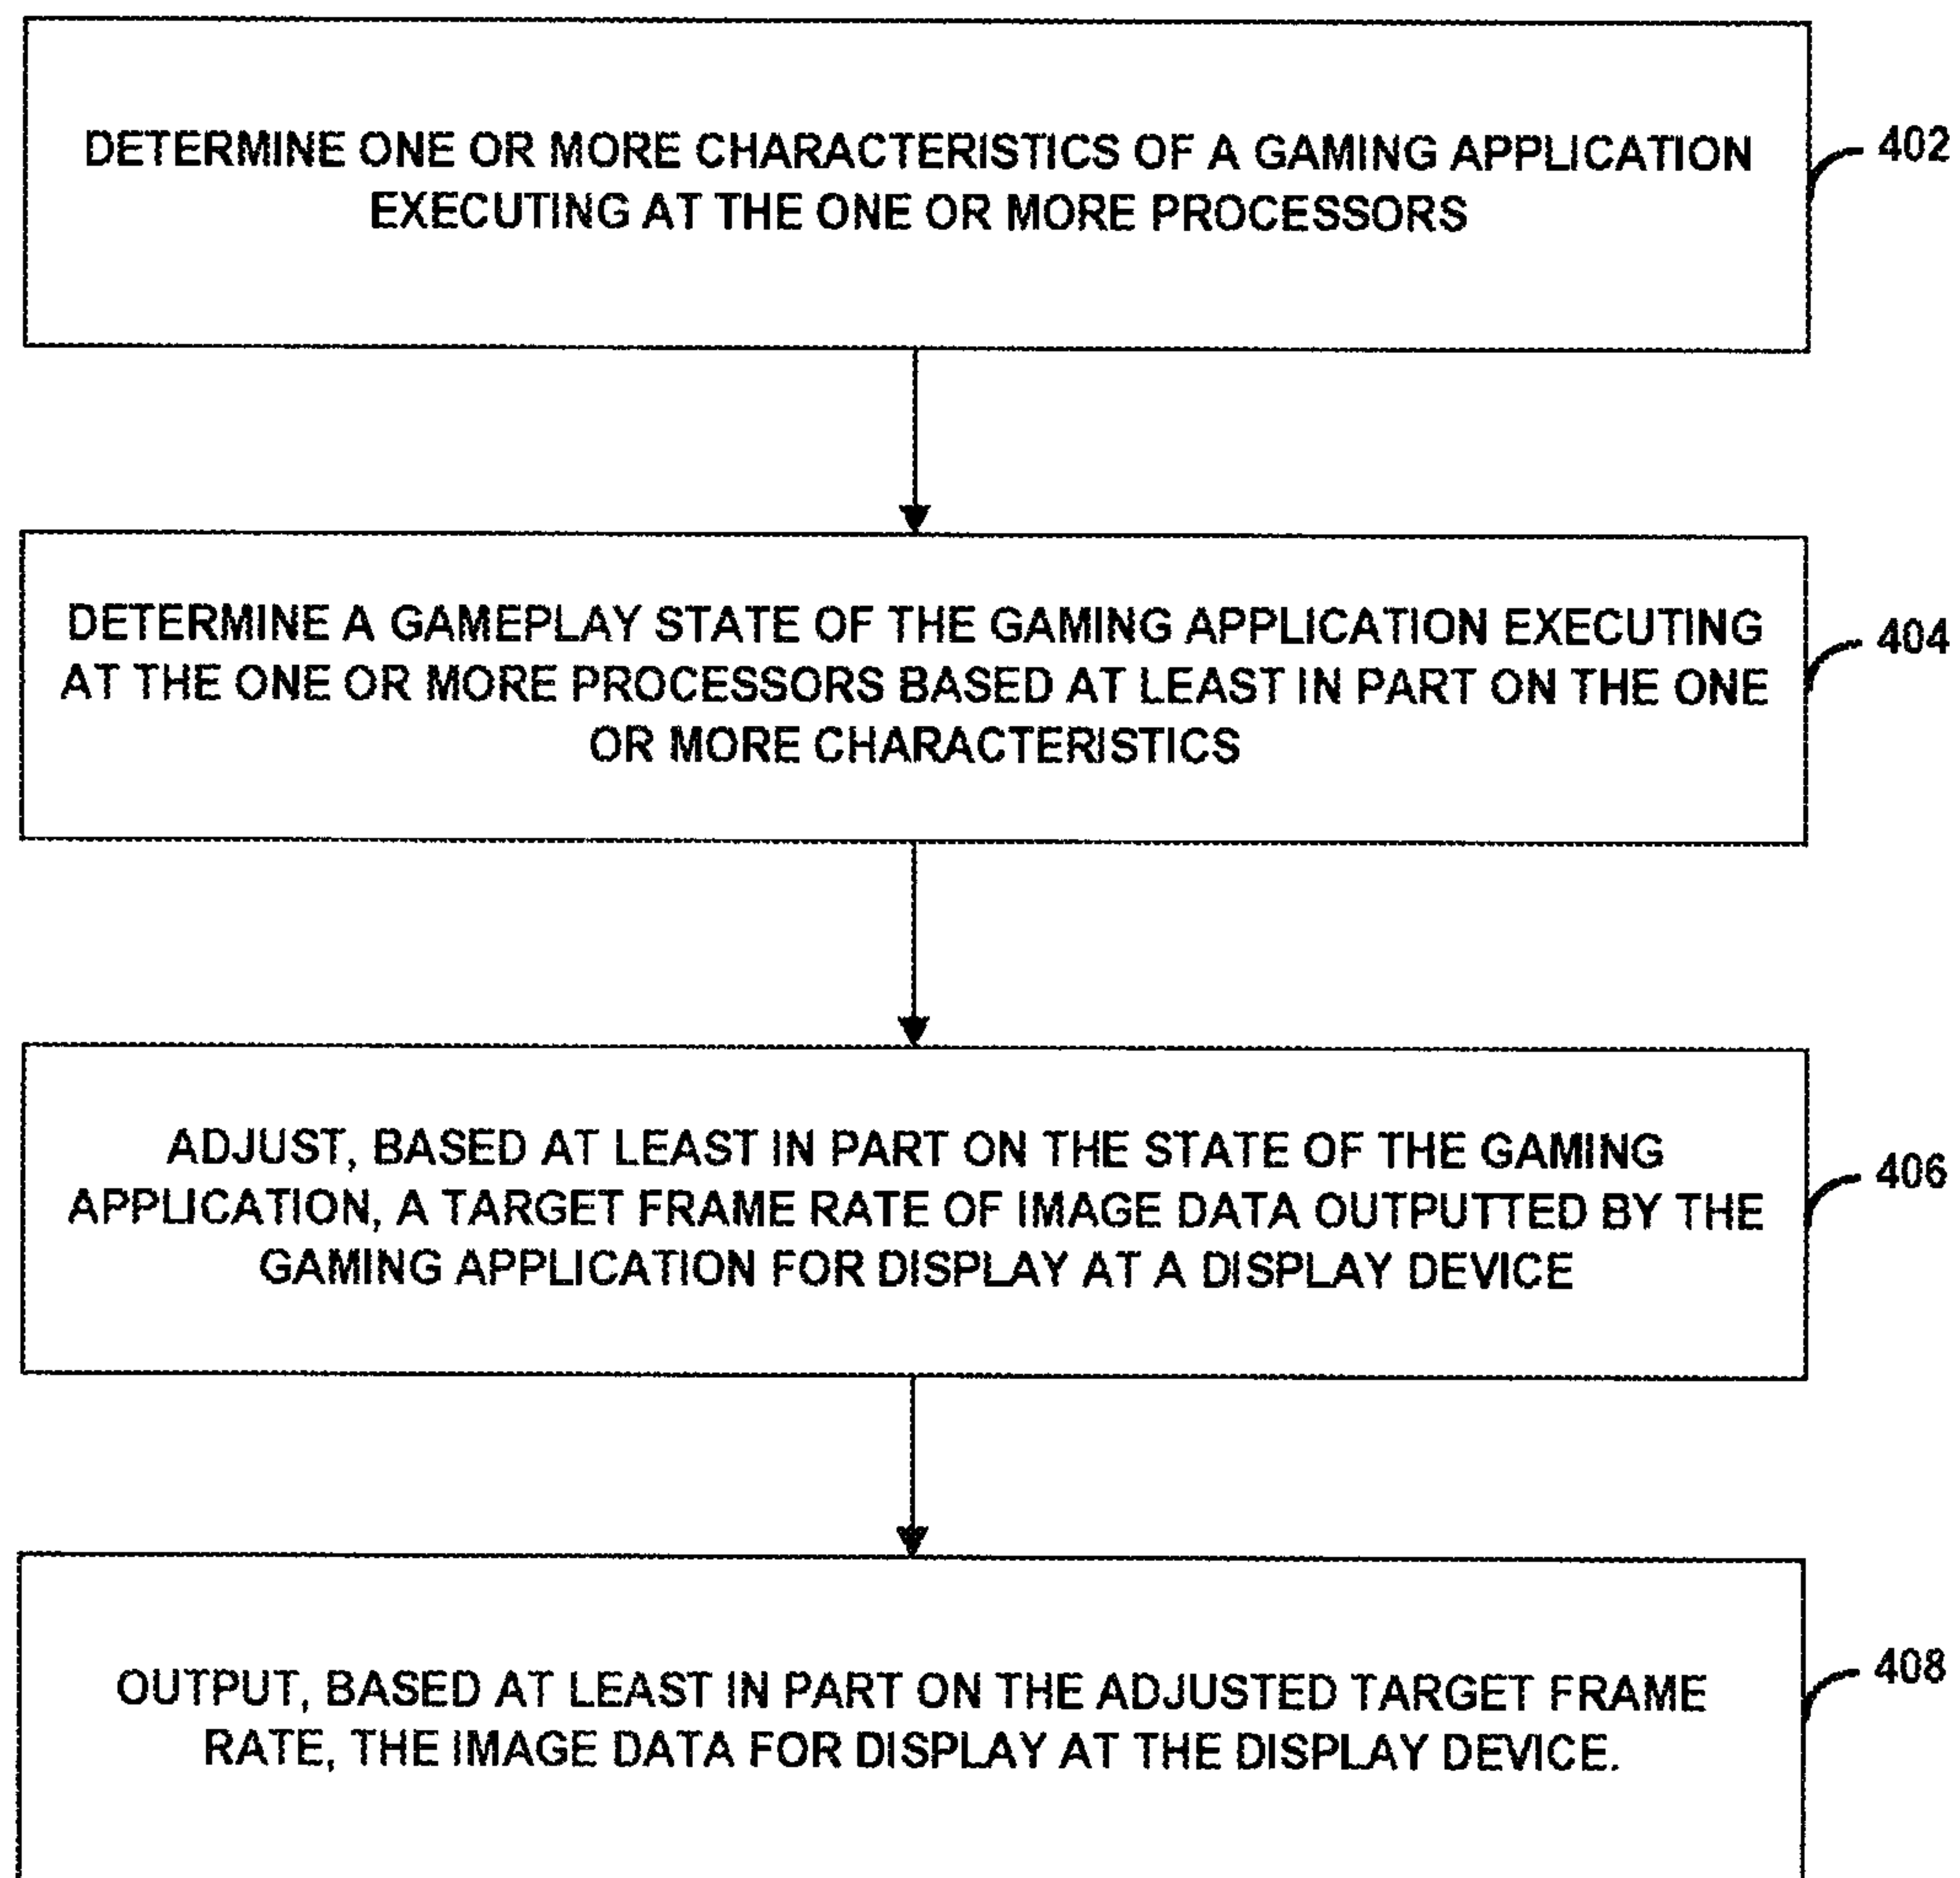 DETERMINE ONE OR MORE CHARACTERISTICS OF A GAMING APPLICATION
EXECUTING AT THE ONE OR MORE PROCESSORS
402
DETERMINE A GAMEPLAY STATE OF THE GAMING APPLICATION EXECUTING
AT THE ONE OR MORE PROCESSORS BASED AT LEAST IN PART ON THE ONE
OR MORE CHARACTERISTICS
404
ADJUST, BASED AT LEAST IN PART ON THE STATE OF THE GAMING
APPLICATION, A TARGET FRAME RATE OF IMAGE DATA OUTPUTTED BY THE
GAMING APPLICATION FOR DISPLAY AT A DISPLAY DEVICE
406
OUTPUT, BASED AT LEAST IN PART ON THE ADJUSTED TARGET FRAME
RATE, THE IMAGE DATA FOR DISPLAY AT THE DISPLAY DEVICE.
408